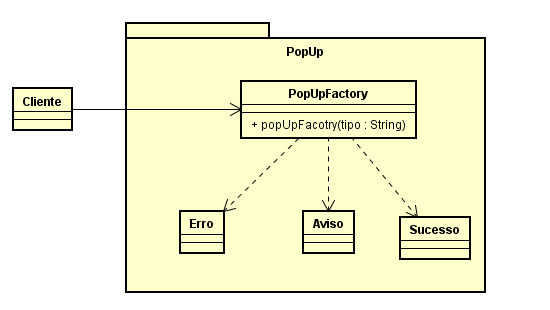 PopUp
Cliente
PopUpFactory
+ popUpFacotry(tipo : String)
Erro
Aviso
Sucesso